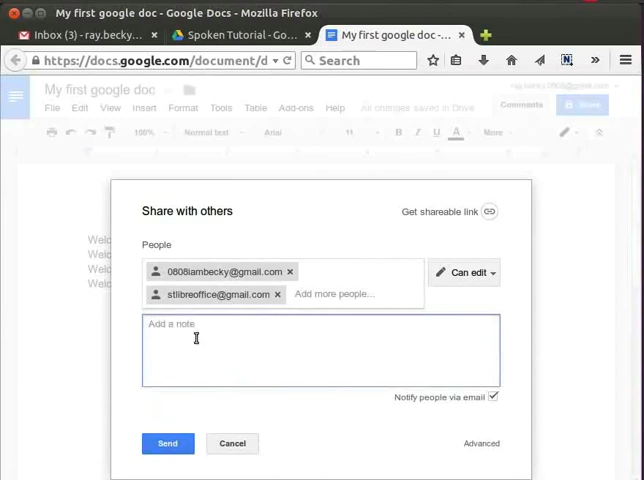 My first google doc - Google Docs - Mozilla Firefox
Inbox (3) - ray.becky... × Spoken Tutorial - Go... × My first google doc -... ×
https://docs.google.com/document/d Search
My first google doc
File Edit View Insert Format Tools Table Add-ons Help All changes saved in Drive Comments Share
100% Normal text Arial 11 B I U A More
Share with others
Get shareable link
People
0808iambecky@gmail.com ×
Can edit
stlibreoffice@gmail.com × Add more people...
Add a note
Notify people via email
Send Cancel Advanced
Welc
Welc
Welc
Welc